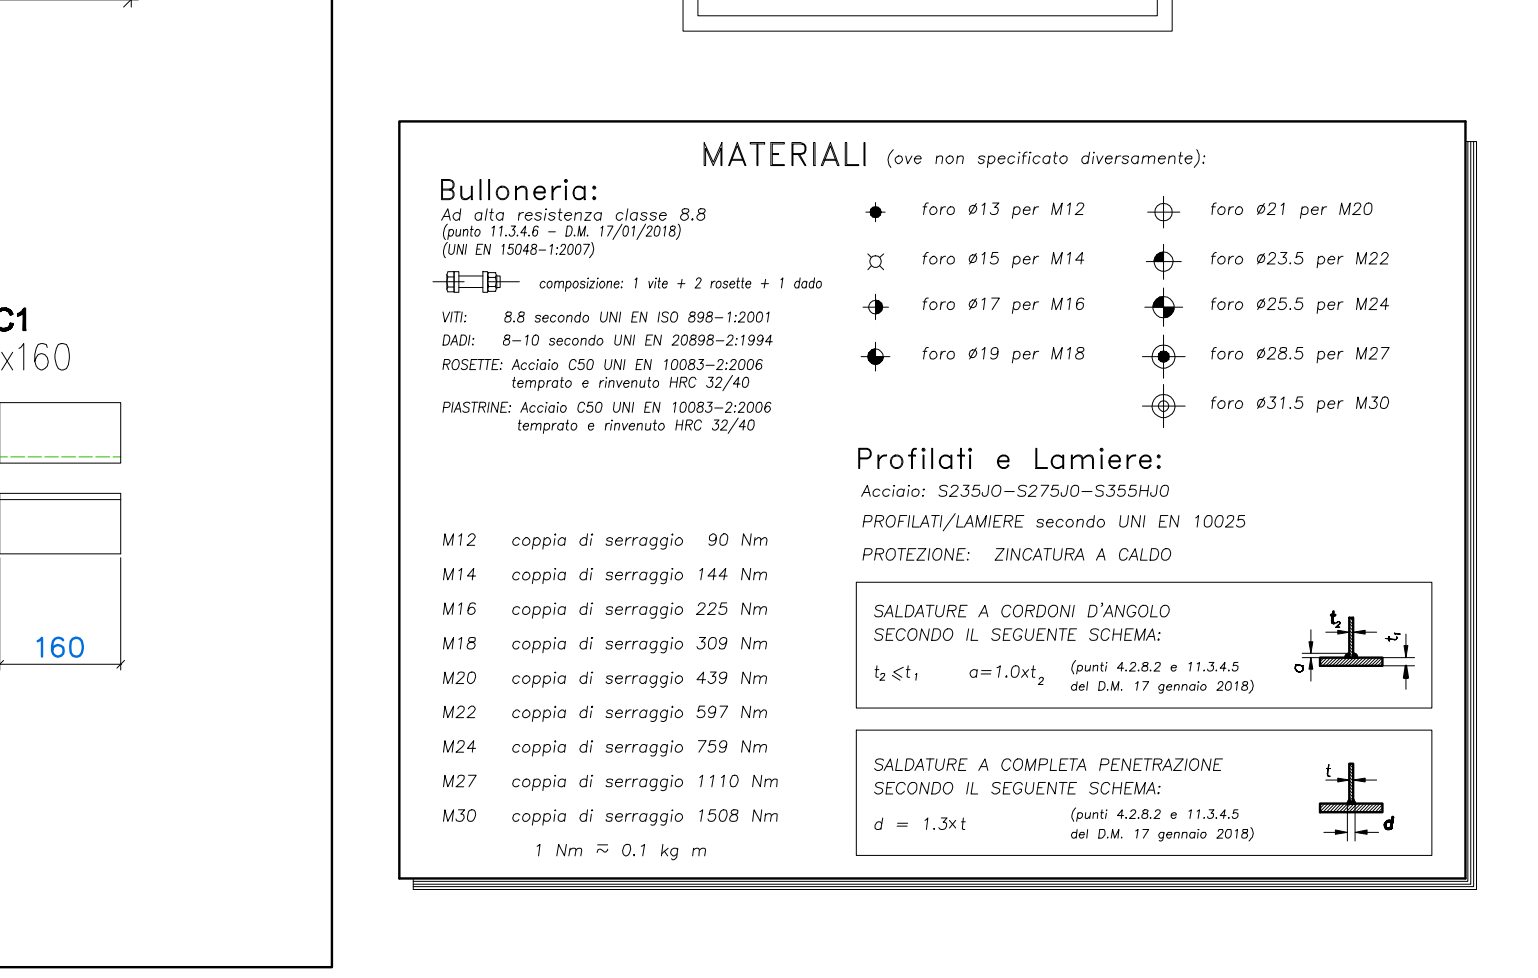 C1
x160
160
MATERIALI (ove non specificato diversamente):
Bulloneria:
Ad alta resistenza classe 8.8
(punto 11.3.4.6 – D.M. 17/01/2018)
(UNI EN 15048–1:2007)
composizione: 1 vite + 2 rosette + 1 dado
VITI: 8.8 secondo UNI EN ISO 898–1:2001
DADI: 8–10 secondo UNI EN 20898–2:1994
ROSETTE: Acciaio C50 UNI EN 10083–2:2006
temprato e rinvenuto HRC 32/40
PIASTRINE: Acciaio C50 UNI EN 10083–2:2006
temprato e rinvenuto HRC 32/40
M12 coppia di serraggio 90 Nm
M14 coppia di serraggio 144 Nm
M16 coppia di serraggio 225 Nm
M18 coppia di serraggio 309 Nm
M20 coppia di serraggio 439 Nm
M22 coppia di serraggio 597 Nm
M24 coppia di serraggio 759 Nm
M27 coppia di serraggio 1110 Nm
M30 coppia di serraggio 1508 Nm
1 Nm ≂ 0.1 kg m
foro ø13 per M12
foro ø15 per M14
foro ø17 per M16
foro ø19 per M18
foro ø21 per M20
foro ø23.5 per M22
foro ø25.5 per M24
foro ø28.5 per M27
foro ø31.5 per M30
Profilati e Lamiere:
Acciaio: S235JO–S275J0–S355HJ0
PROFILATI/LAMIERE secondo UNI EN 10025
PROTEZIONE: ZINCATURA A CALDO
SALDATURE A CORDONI D'ANGOLO
SECONDO IL SEGUENTE SCHEMA:
t₂ ⩽ t₁ a=1.0xt₂
(punti 4.2.8.2 e 11.3.4.5
del D.M. 17 gennaio 2018)
t₂
t₁
a
SALDATURE A COMPLETA PENETRAZIONE
SECONDO IL SEGUENTE SCHEMA:
d = 1.3xt
(punti 4.2.8.2 e 11.3.4.5
del D.M. 17 gennaio 2018)
t
d